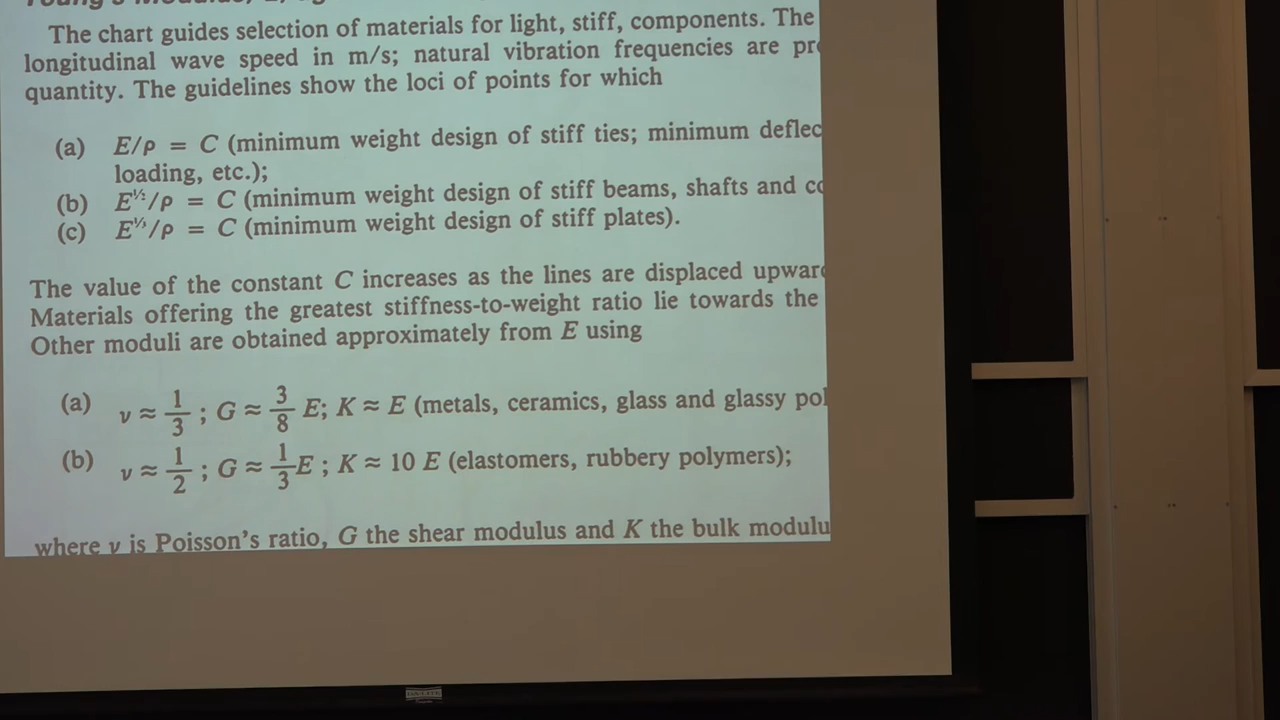 Young's Modulus, E,
The chart guides selection of materials for light, stiff, components. The
longitudinal wave speed in m/s; natural vibration frequencies are pr
quantity. The guidelines show the loci of points for which
(a) E/ρ = C (minimum weight design of stiff ties; minimum deflec
loading, etc.);
(b) E^½/ρ = C (minimum weight design of stiff beams, shafts and co
(c) E^⅓/ρ = C (minimum weight design of stiff plates).
The value of the constant C increases as the lines are displaced upward
Materials offering the greatest stiffness-to-weight ratio lie towards the
Other moduli are obtained approximately from E using
(a) ν ≈ 1/3 ; G ≈ 3/8 E; K ≈ E (metals, ceramics, glass and glassy pol
(b) ν ≈ 1/2 ; G ≈ 1/3 E ; K ≈ 10 E (elastomers, rubbery polymers);
where ν is Poisson's ratio, G the shear modulus and K the bulk modulu